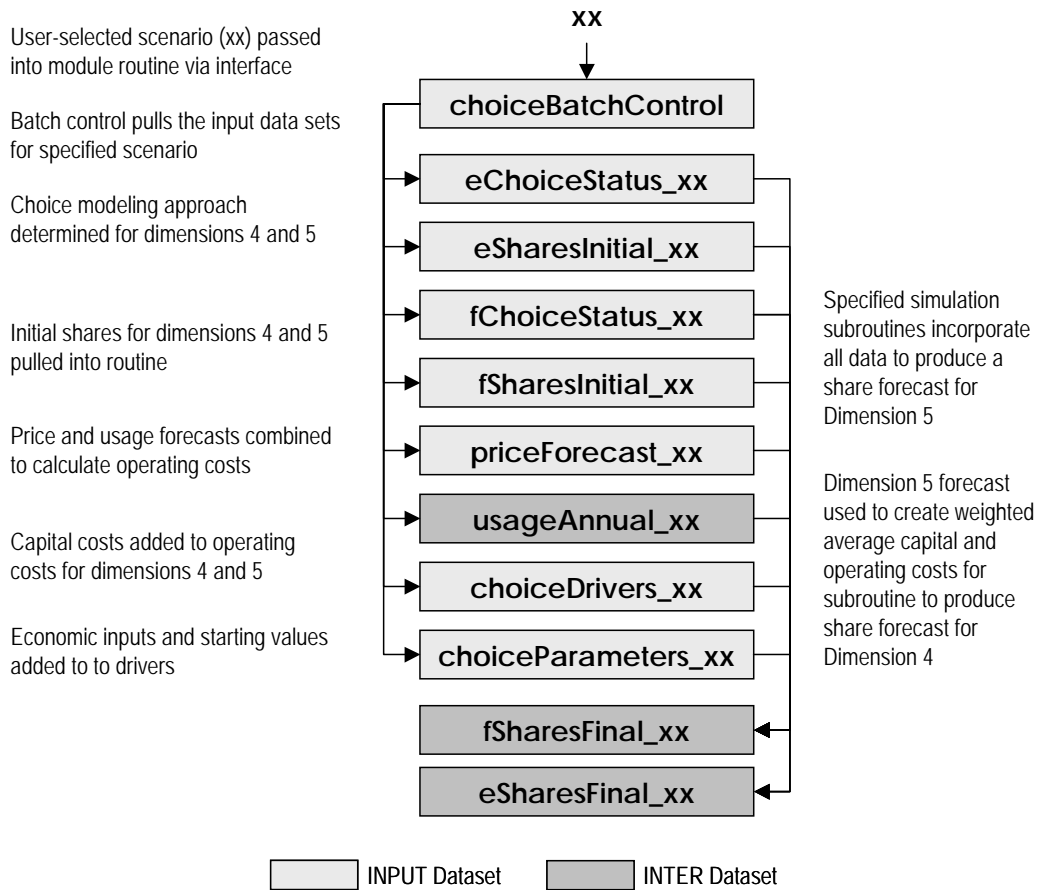 xx
User-selected scenario (xx) passed
into module routine via interface
Batch control pulls the input data sets
for specified scenario
Choice modeling approach
determined for dimensions 4 and 5
Initial shares for dimensions 4 and 5
pulled into routine
Price and usage forecasts combined
to calculate operating costs
Capital costs added to operating
costs for dimensions 4 and 5
Economic inputs and starting values
added to to drivers
choiceBatchControl
eChoiceStatus_xx
eSharesInitial_xx
fChoiceStatus_xx
fSharesInitial_xx
priceForecast_xx
usageAnnual_xx
choiceDrivers_xx
choiceParameters_xx
fSharesFinal_xx
eSharesFinal_xx
Specified simulation
subroutines incorporate
all data to produce a
share forecast for
Dimension 5
Dimension 5 forecast
used to create weighted
average capital and
operating costs for
subroutine to produce
share forecast for
Dimension 4
INPUT Dataset
INTER Dataset